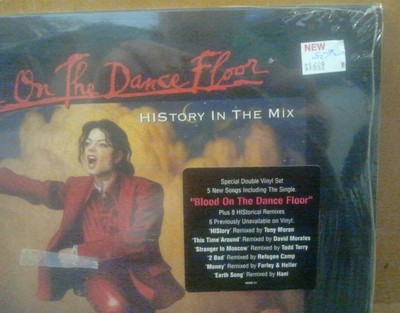 NEW
On The Dance Floor
HIStory In The Mix
Special Double Vinyl Set
5 New Songs Including The Single
"Blood On The Dance Floor"
Plus 8 HIStorical Remixes
6 Previously Unavailable on Vinyl:
'HIStory' Remixed by Tony Moran
'This Time Around' Remixed by David Morales
'Stranger In Moscow' Remixed by Todd Terry
'2 Bad' Remixed by Refugee Camp
'Money' Remixed by Farley & Heller
'Earth Song' Remixed by Hani